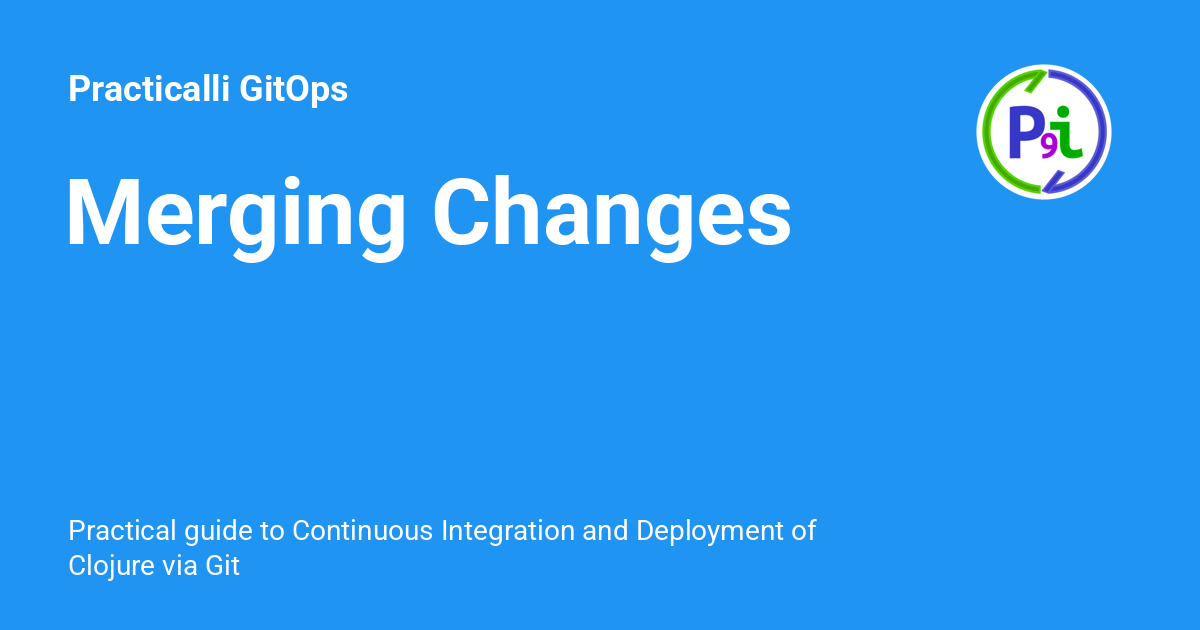 Practicalli GitOps
P9i
Merging Changes
Practical guide to Continuous Integration and Deployment of
Clojure via Git